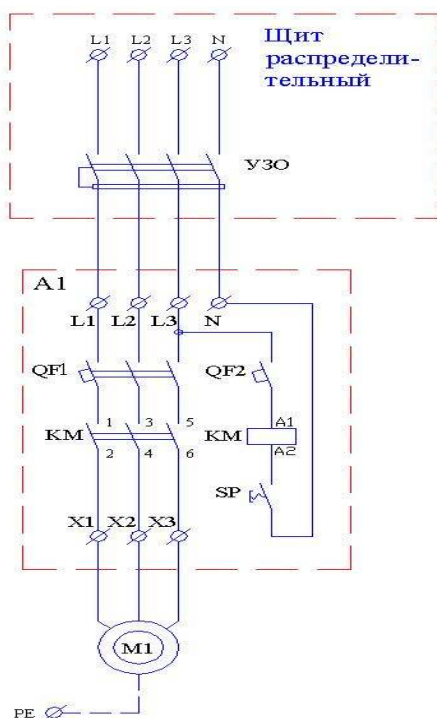 L1 L2 L3 N
Щит
распредели-
тельный
УЗО
A1
L1 L2 L3 N
QF1 QF2
1 3 5
KM
2 4 6
A1
KM
A2
SP
X1 X2 X3
M1
PE